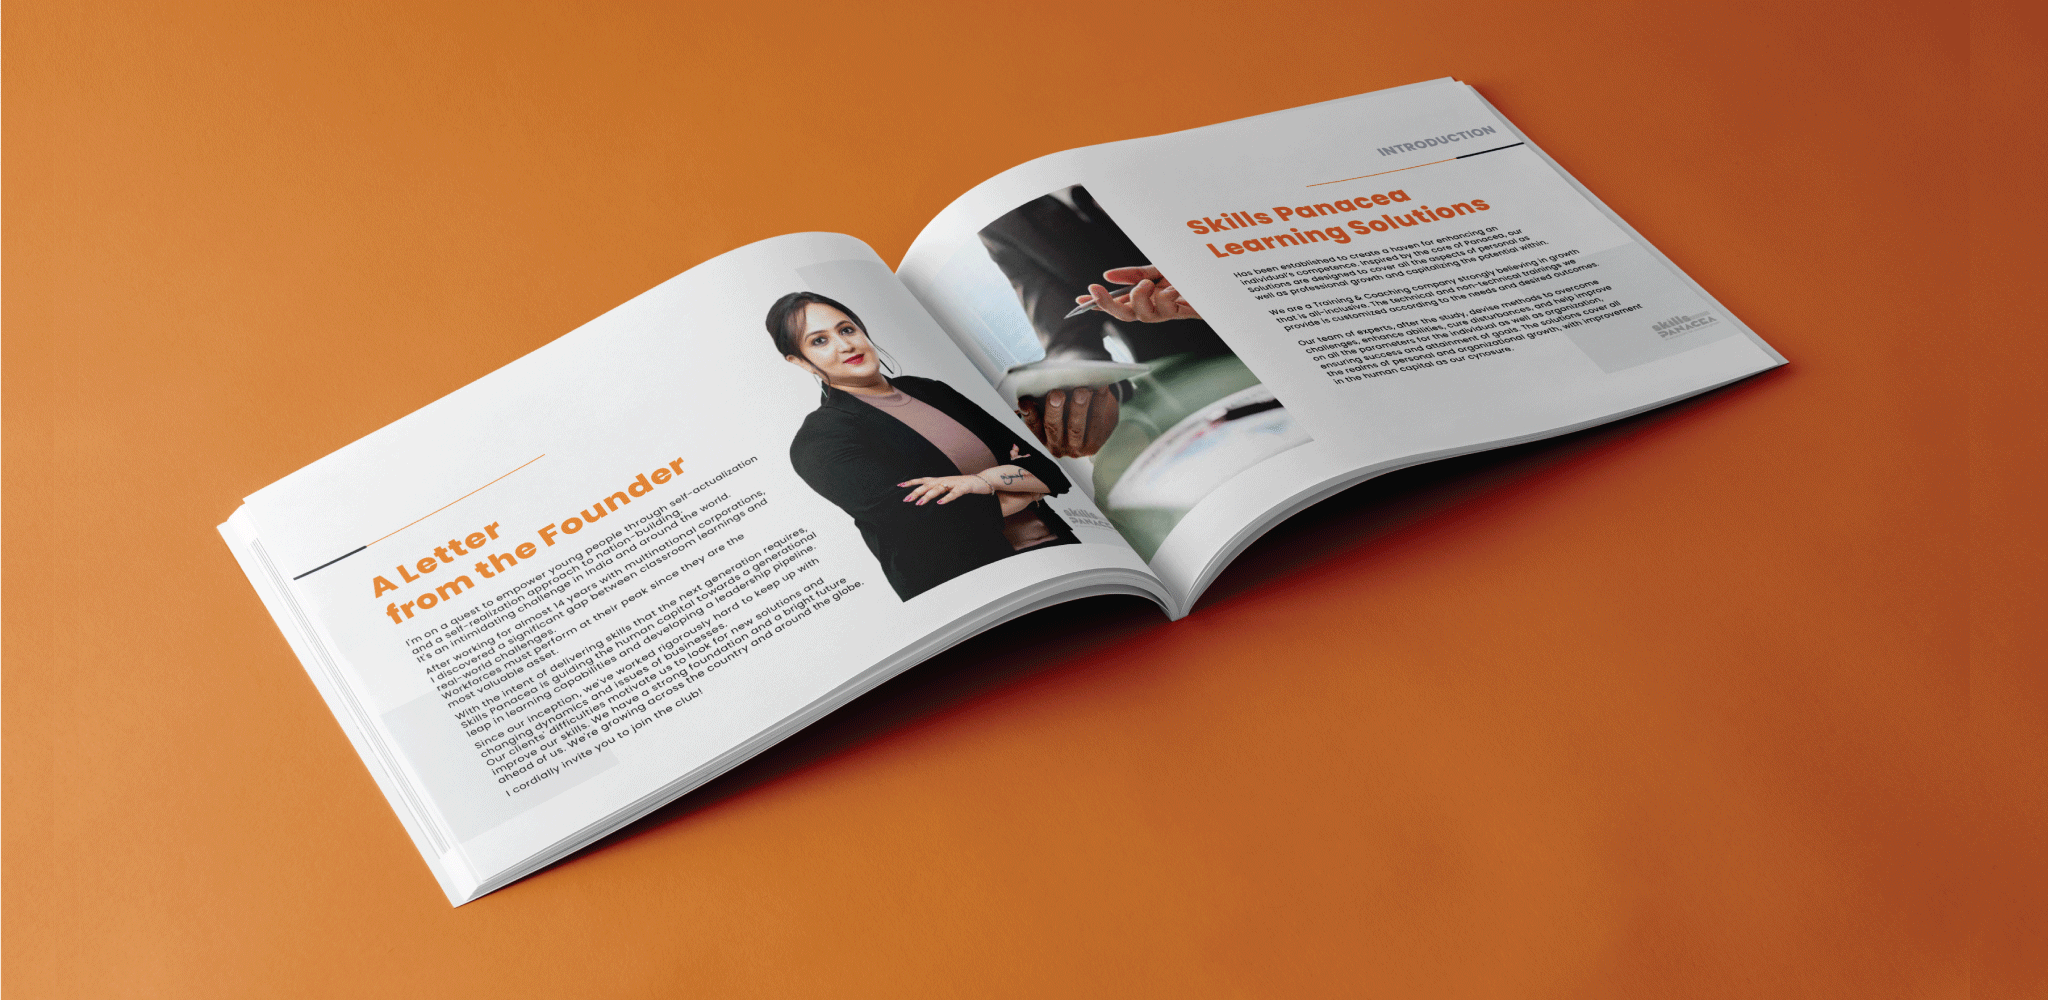 A Letter
from the Founder
I'm on a quest to empower young people through self-actualization
and a self-realization approach to nation-building.
It's an intimidating challenge in India and around the world.
After working for almost 14 years with multinational corporations,
I discovered a significant gap between classroom learnings and
real-world challenges.
Workforces must perform at their peak since they are the
most valuable asset.
With the intent of delivering skills that the next generation requires,
Skills Panacea is guiding the human capital towards a generational
leap in learning capabilities and developing a leadership pipeline.
Since our inception, we've worked rigorously hard to keep up with
changing dynamics and issues of businesses.
Our clients' difficulties motivate us to look for new solutions and
improve our skills. We have a strong foundation and a bright future
ahead of us. We're growing across the country and around the globe.
I cordially invite you to join the club!
skills
PANACEA
INTRODUCTION
Skills Panacea
Learning Solutions
Has been established to create a haven for enhancing an
individual's competence. Inspired by the core of Panacea, our
Solutions are designed to cover all the aspects of personal as
well as professional growth and capitalizing the potential within.
We are a Training & Coaching company strongly believing in growth
that is all-inclusive. The technical and non-technical trainings we
provide is customized according to the needs and desired outcomes.
Our team of experts, after the study, devise methods to overcome
challenges, enhance abilities, cure disturbances, and help improve
on all the parameters for the individual as well as organization,
ensuring success and attainment of goals. The solutions cover all
the realms of personal and organizational growth, with improvement
in the human capital as our cynosure.
skills
PANACEA